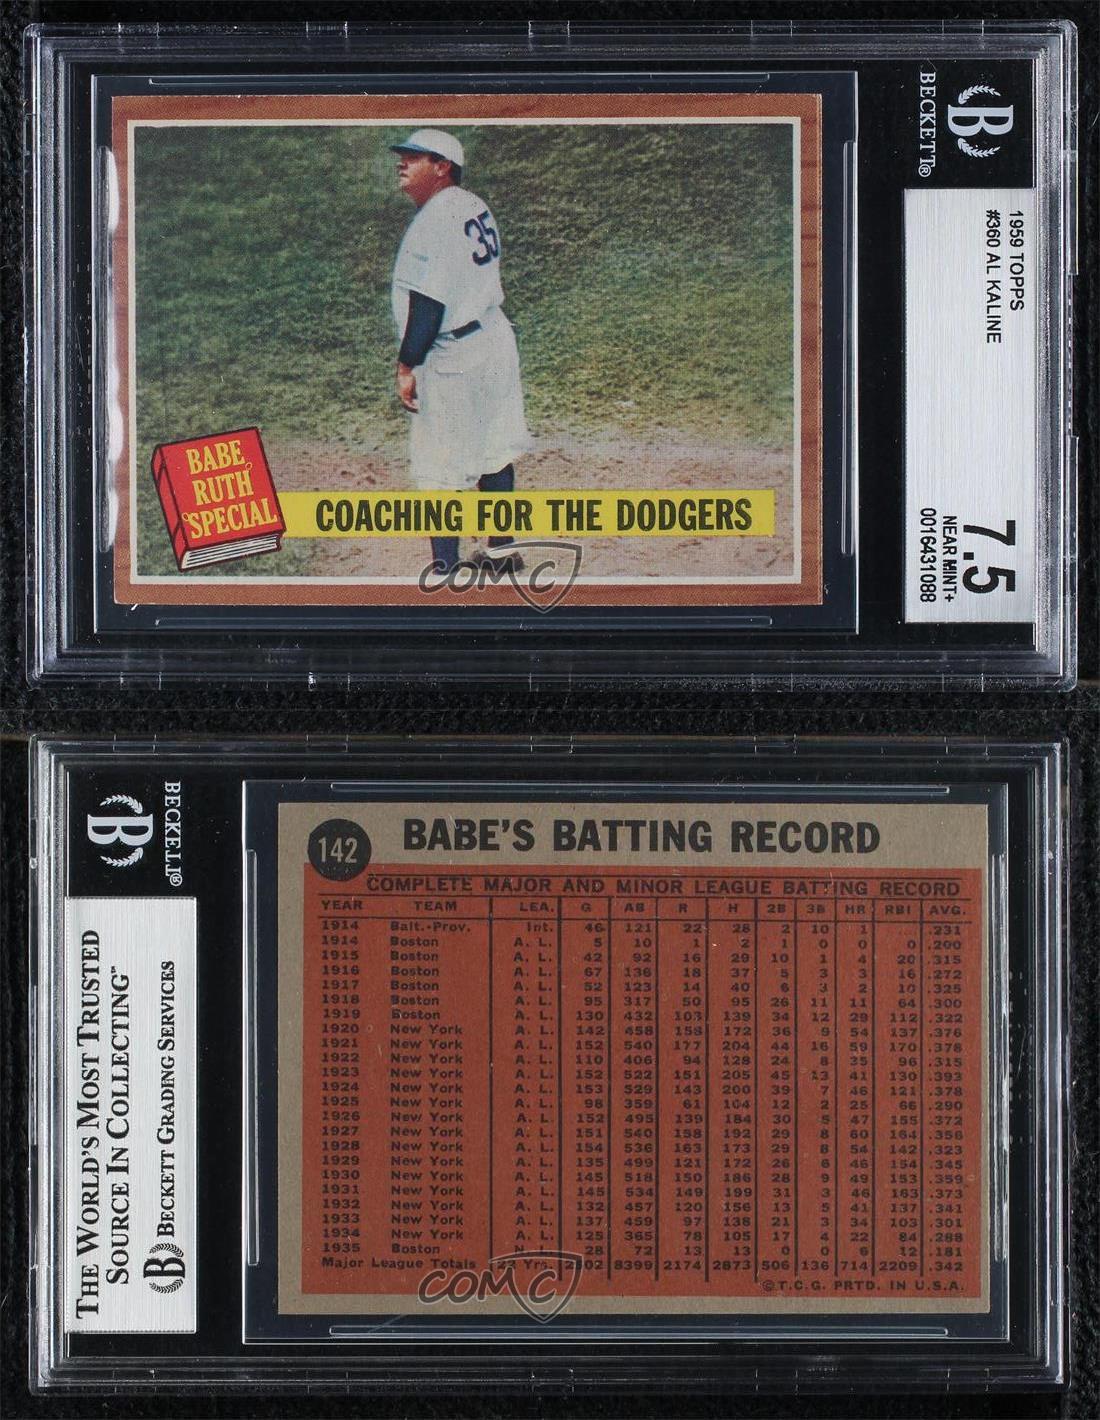 B
BECKETT®
1959 TOPPS
#360 AL KALINE
7.5
NEAR MINT+
0016431088
35
BABE
RUTH
SPECIAL
COACHING FOR THE DODGERS
COMC
B
BECKETT®
THE WORLD'S MOST TRUSTED
SOURCE IN COLLECTING™
B BECKETT GRADING SERVICES
142
BABE'S BATTING RECORD
COMPLETE MAJOR AND MINOR LEAGUE BATTING RECORD
YEAR TEAM LEA. G AB R H 2B 3B HR RBI AVG.
1914 Balt.-Prov. Int. 46 121 22 28 2 10 1 ... .231
1914 Boston A. L. 5 10 1 2 1 0 0 0 .200
1915 Boston A. L. 42 92 16 29 10 1 4 20 .315
1916 Boston A. L. 67 136 18 37 5 3 3 16 .272
1917 Boston A. L. 52 123 14 40 6 3 2 10 .325
1918 Boston A. L. 95 317 50 95 26 11 11 64 .300
1919 Boston A. L. 130 432 103 139 34 12 29 112 .322
1920 New York A. L. 142 458 158 172 36 9 54 137 .376
1921 New York A. L. 152 540 177 204 44 16 59 170 .378
1922 New York A. L. 110 406 94 128 24 8 35 96 .315
1923 New York A. L. 152 522 151 205 45 13 41 130 .393
1924 New York A. L. 153 529 143 200 39 7 46 121 .378
1925 New York A. L. 98 359 61 104 12 2 25 66 .290
1926 New York A. L. 152 495 139 184 30 5 47 155 .372
1927 New York A. L. 151 540 158 192 29 8 60 164 .356
1928 New York A. L. 154 536 163 173 29 8 54 142 .323
1929 New York A. L. 135 499 121 172 26 6 46 154 .345
1930 New York A. L. 145 518 150 186 28 9 49 153 .359
1931 New York A. L. 145 534 149 199 31 3 46 163 .373
1932 New York A. L. 132 457 120 156 13 5 41 137 .341
1933 New York A. L. 137 459 97 138 21 3 34 103 .301
1934 New York A. L. 125 365 78 105 17 4 22 84 .288
1935 Boston N. L. 28 72 13 13 0 0 6 12 .181
Major League Totals 22 Yrs. 2502 8399 2174 2873 506 136 714 2209 .342
©T.C.G. PRTD. IN U.S.A.
COMC